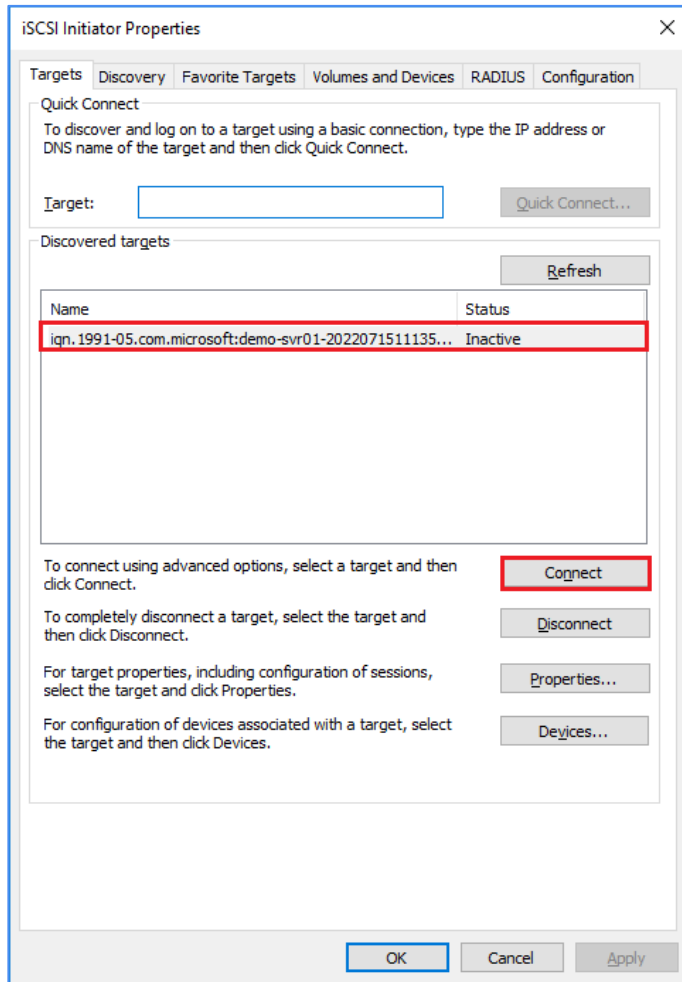 iSCSI Initiator Properties
Targets Discovery Favorite Targets Volumes and Devices RADIUS Configuration
Quick Connect
To discover and log on to a target using a basic connection, type the IP address or
DNS name of the target and then click Quick Connect.
Target:
Quick Connect...
Discovered targets
Refresh
Name Status
iqn.1991-05.com.microsoft:demo-svr01-2022071511135... Inactive
To connect using advanced options, select a target and then
click Connect.
Connect
To completely disconnect a target, select the target and
then click Disconnect.
Disconnect
For target properties, including configuration of sessions,
select the target and click Properties.
Properties...
For configuration of devices associated with a target, select
the target and then click Devices.
Devices...
OK Cancel Apply